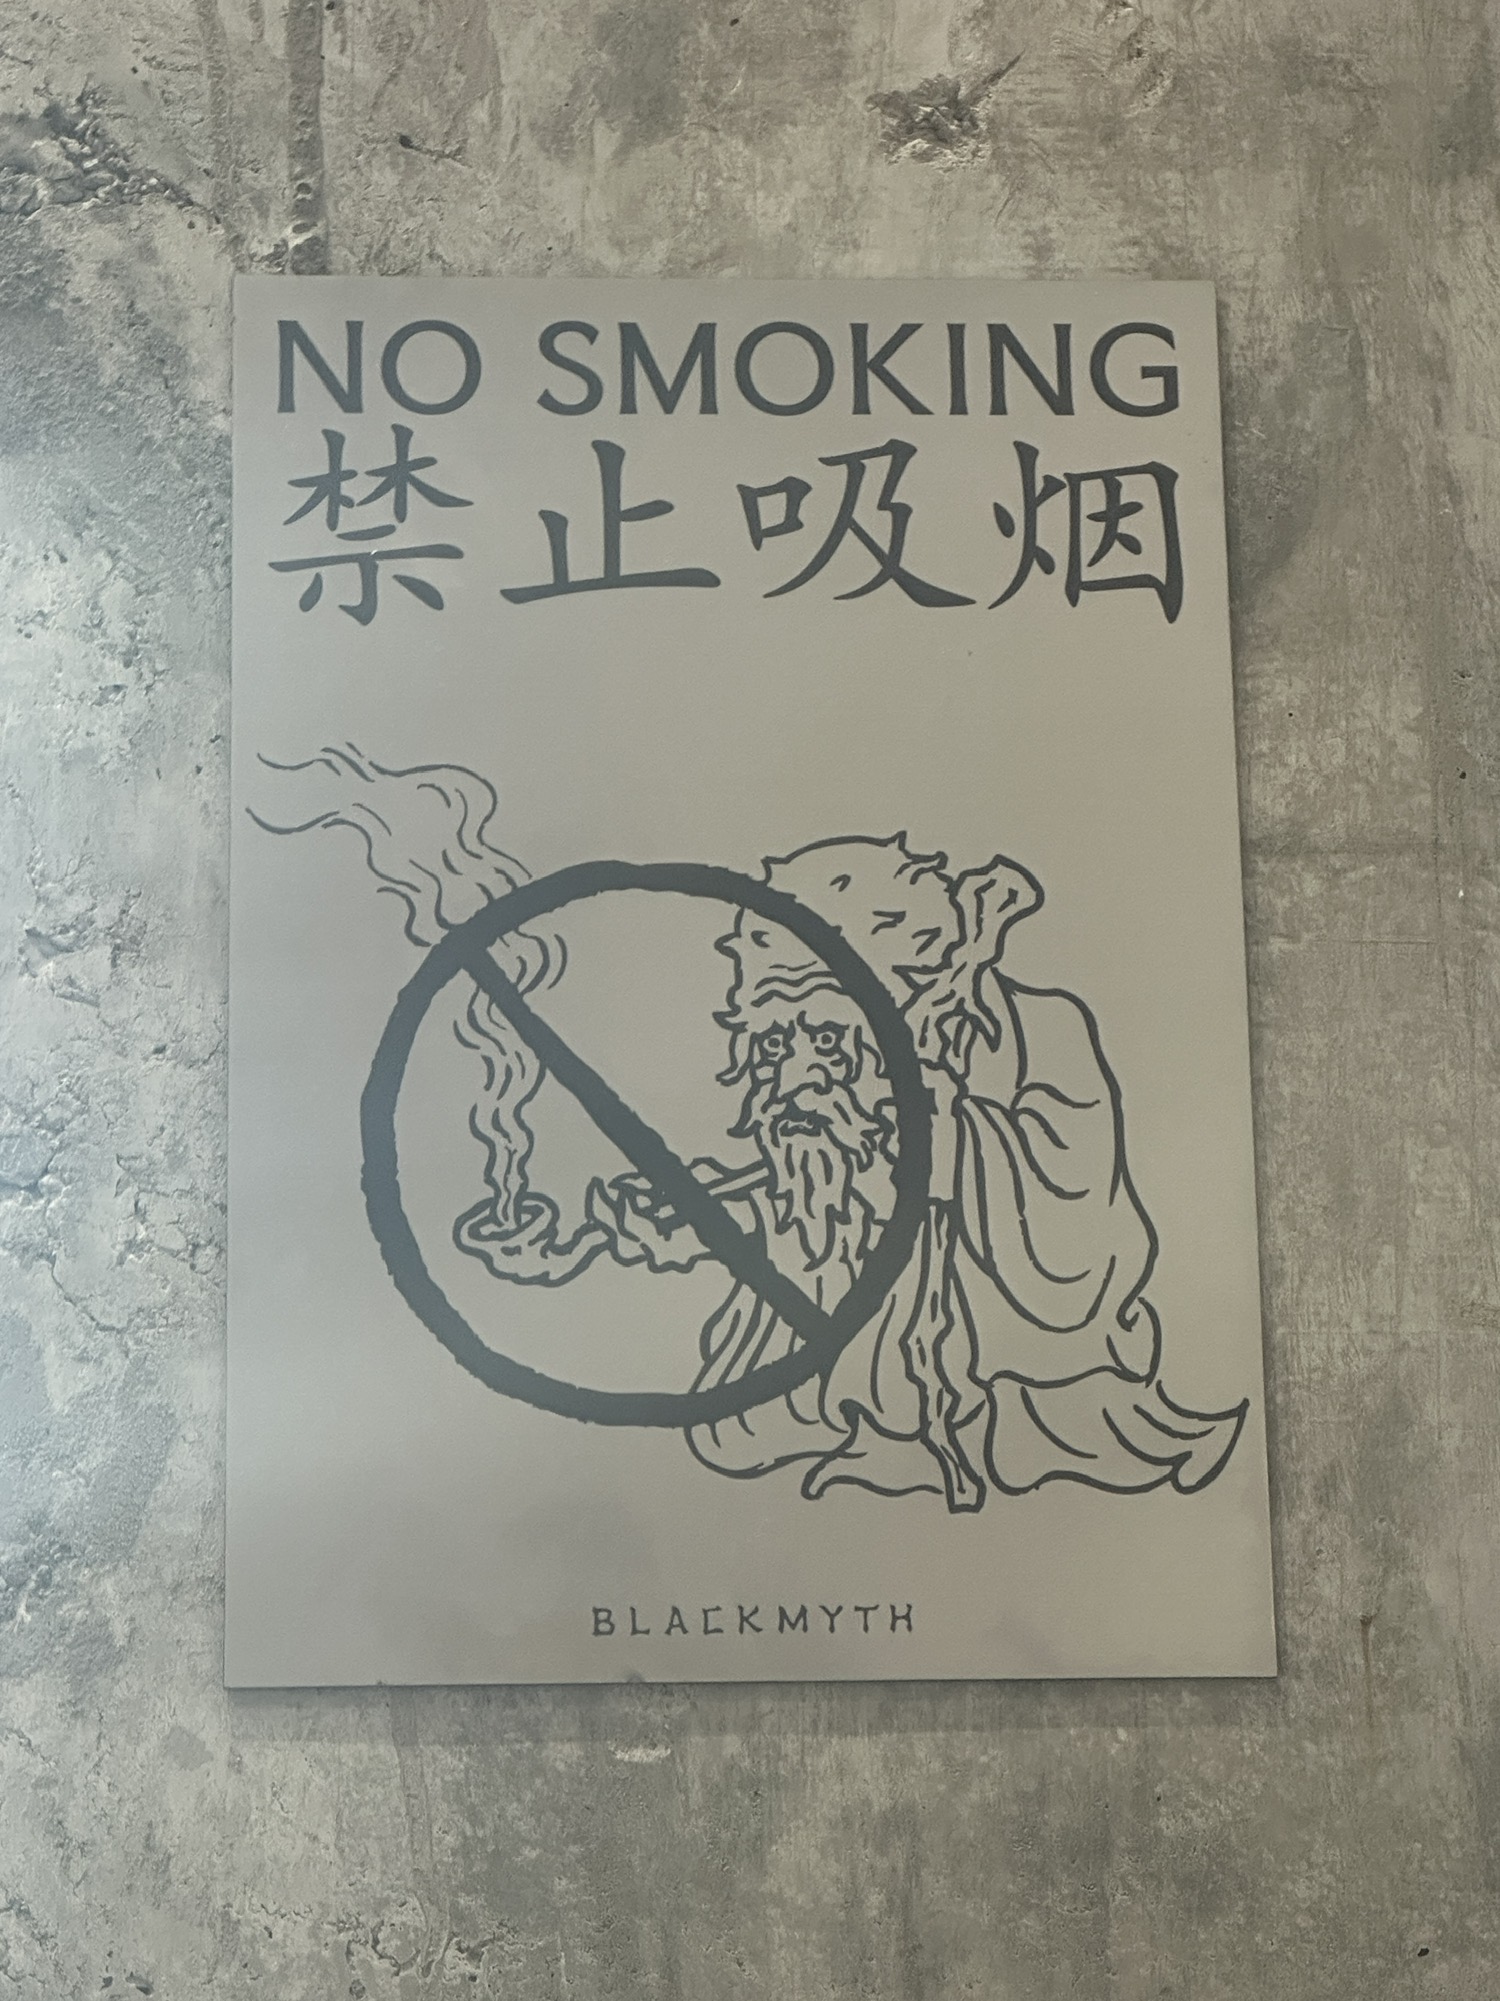 NO SMOKING
禁止吸烟
BLACKMYTH